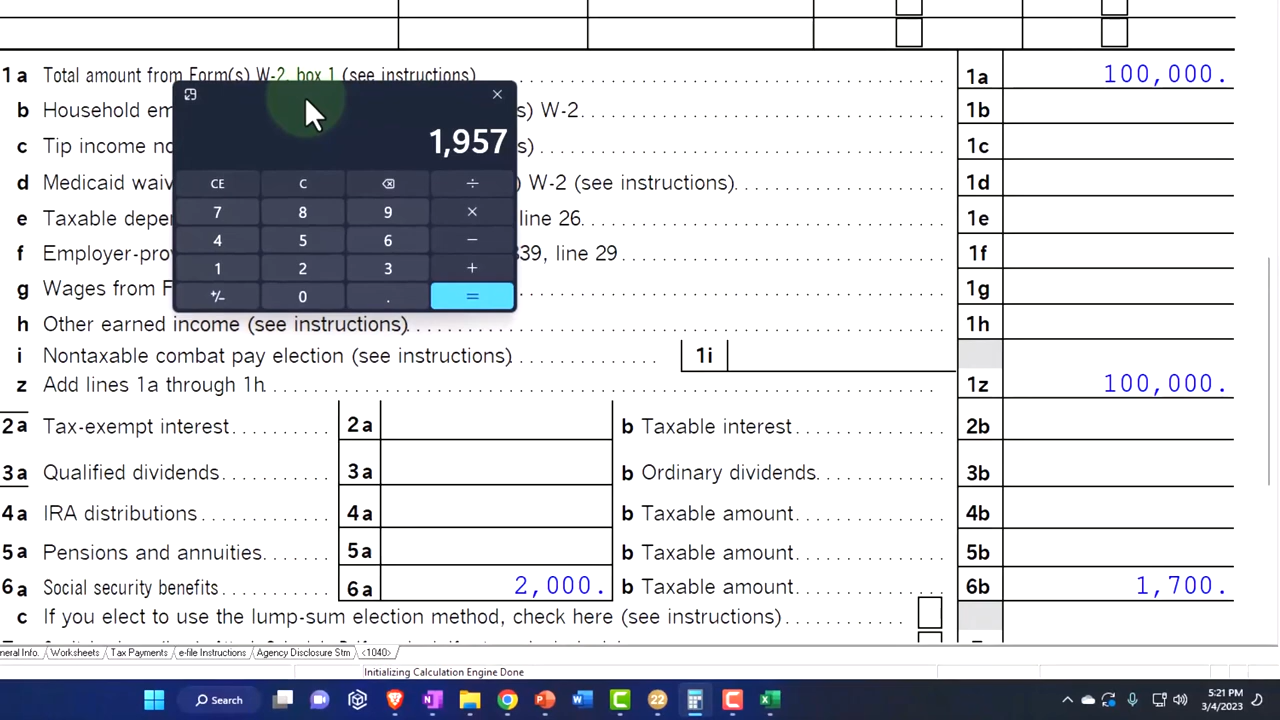 1a Total amount from Form(s) W-2, box 1 (see instructions) 1a 100,000.
b Household em ) W-2 1b
c Tip income no s) 1c
d Medicaid waiv ) W-2 (see instructions) 1d
e Taxable depe line 26 1e
f Employer-pro 39, line 29 1f
g Wages from F 1g
h Other earned income (see instructions) 1h
i Nontaxable combat pay election (see instructions) 1i
z Add lines 1a through 1h 1z 100,000.
2a Tax-exempt interest 2a b Taxable interest 2b
3a Qualified dividends 3a b Ordinary dividends 3b
4a IRA distributions 4a b Taxable amount 4b
5a Pensions and annuities 5a b Taxable amount 5b
6a Social security benefits 6a 2,000. b Taxable amount 6b 1,700.
c If you elect to use the lump-sum election method, check here (see instructions)
1,957
CE C ⌫ ÷
7 8 9 ×
4 5 6 −
1 2 3 +
+/− 0 . =
neral Info. Worksheets Tax Payments e-file Instructions Agency Disclosure Stm <1040>
Initializing Calculation Engine Done
Search
22
5:21 PM
3/4/2023